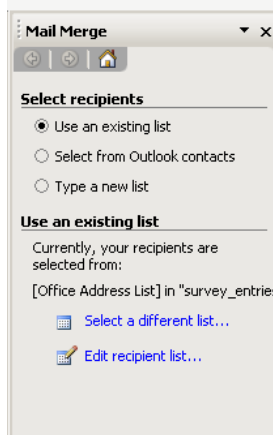 Mail Merge
Select recipients
Use an existing list
Select from Outlook contacts
Type a new list
Use an existing list
Currently, your recipients are
selected from:
[Office Address List] in "survey_entries
Select a different list...
Edit recipient list...